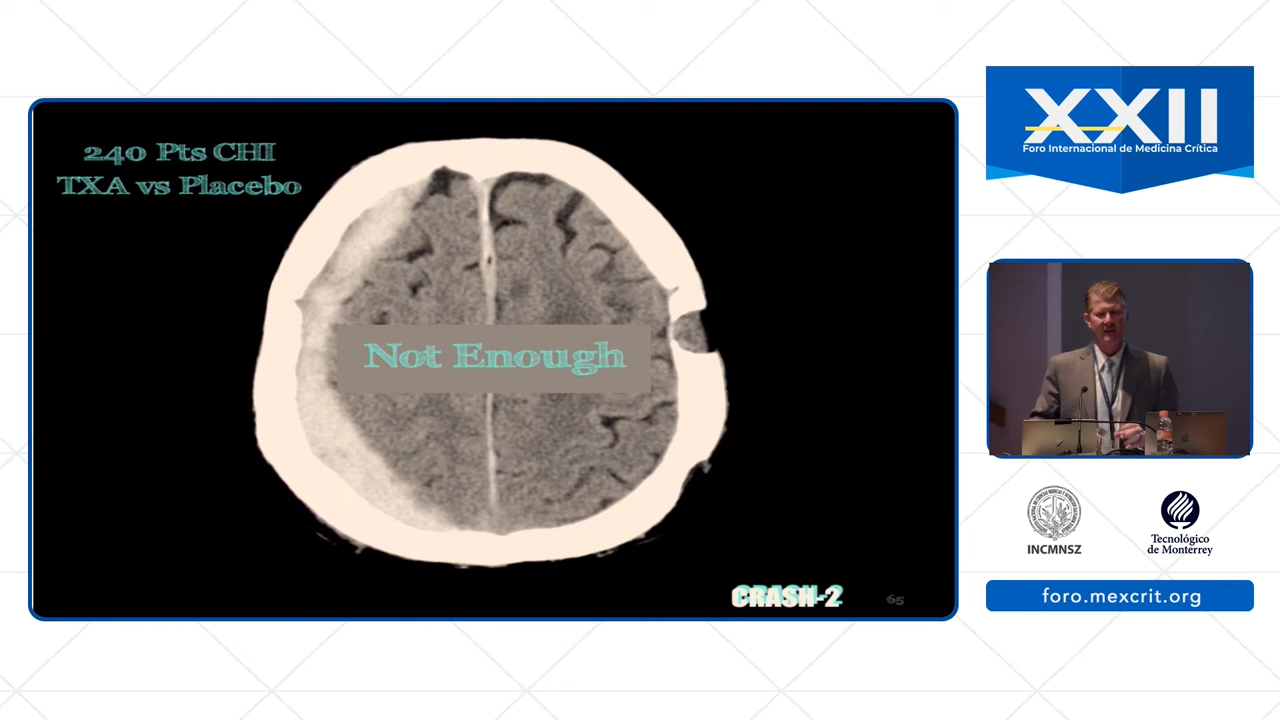 240 Pts CHI
TXA vs Placebo
Not Enough
CRASH-2
65
XXII
Foro Internacional de Medicina Crítica
INCMNSZ
Tecnológico
de Monterrey
foro.mexcrit.org